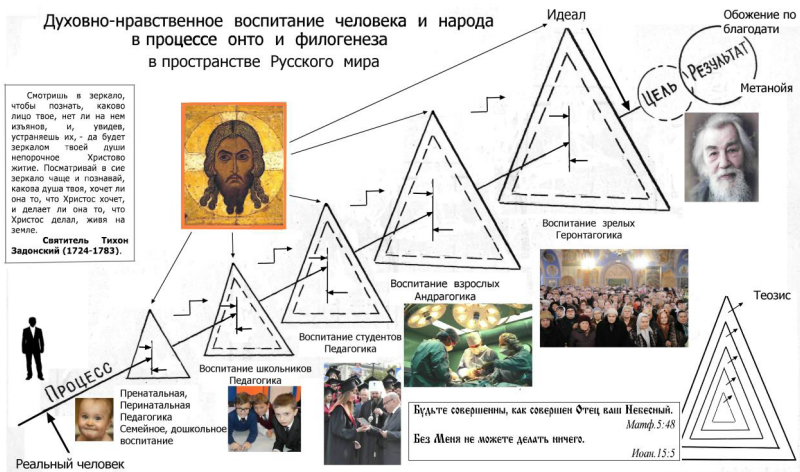 Духовно-нравственное воспитание человека и народа
в процессе онто и филогенеза
в пространстве Русского мира
Идеал
Обожение по
благодати
ЦЕЛЬ
РЕЗУЛЬТАТ
Метанойя
Смотришь в зеркало,
чтобы познать, каково
лицо твое, нет ли на нем
изъянов, и, увидев,
устраняешь их, - да будет
зеркалом твоей души
непорочное Христово
житие. Посматривай в сие
зеркало чаще и познавай,
какова душа твоя, хочет ли
она то, что Христос хочет,
и делает ли она то, что
Христос делал, живя на
земле.
Святитель Тихон
Задонский (1724-1783).
Воспитание зрелых
Геронтагогика
Воспитание взрослых
Андрагогика
Воспитание студентов
Педагогика
Воспитание школьников
Педагогика
Пренатальная,
Перинатальная
Педагогика
Семейное, дошкольное
воспитание
ПРОЦЕСС
Реальный человек
Теозис
Будьте совершенны, как совершен Отец ваш Небесный.
Матф.5:48
Без Меня не можете делать ничего.
Иоан.15:5